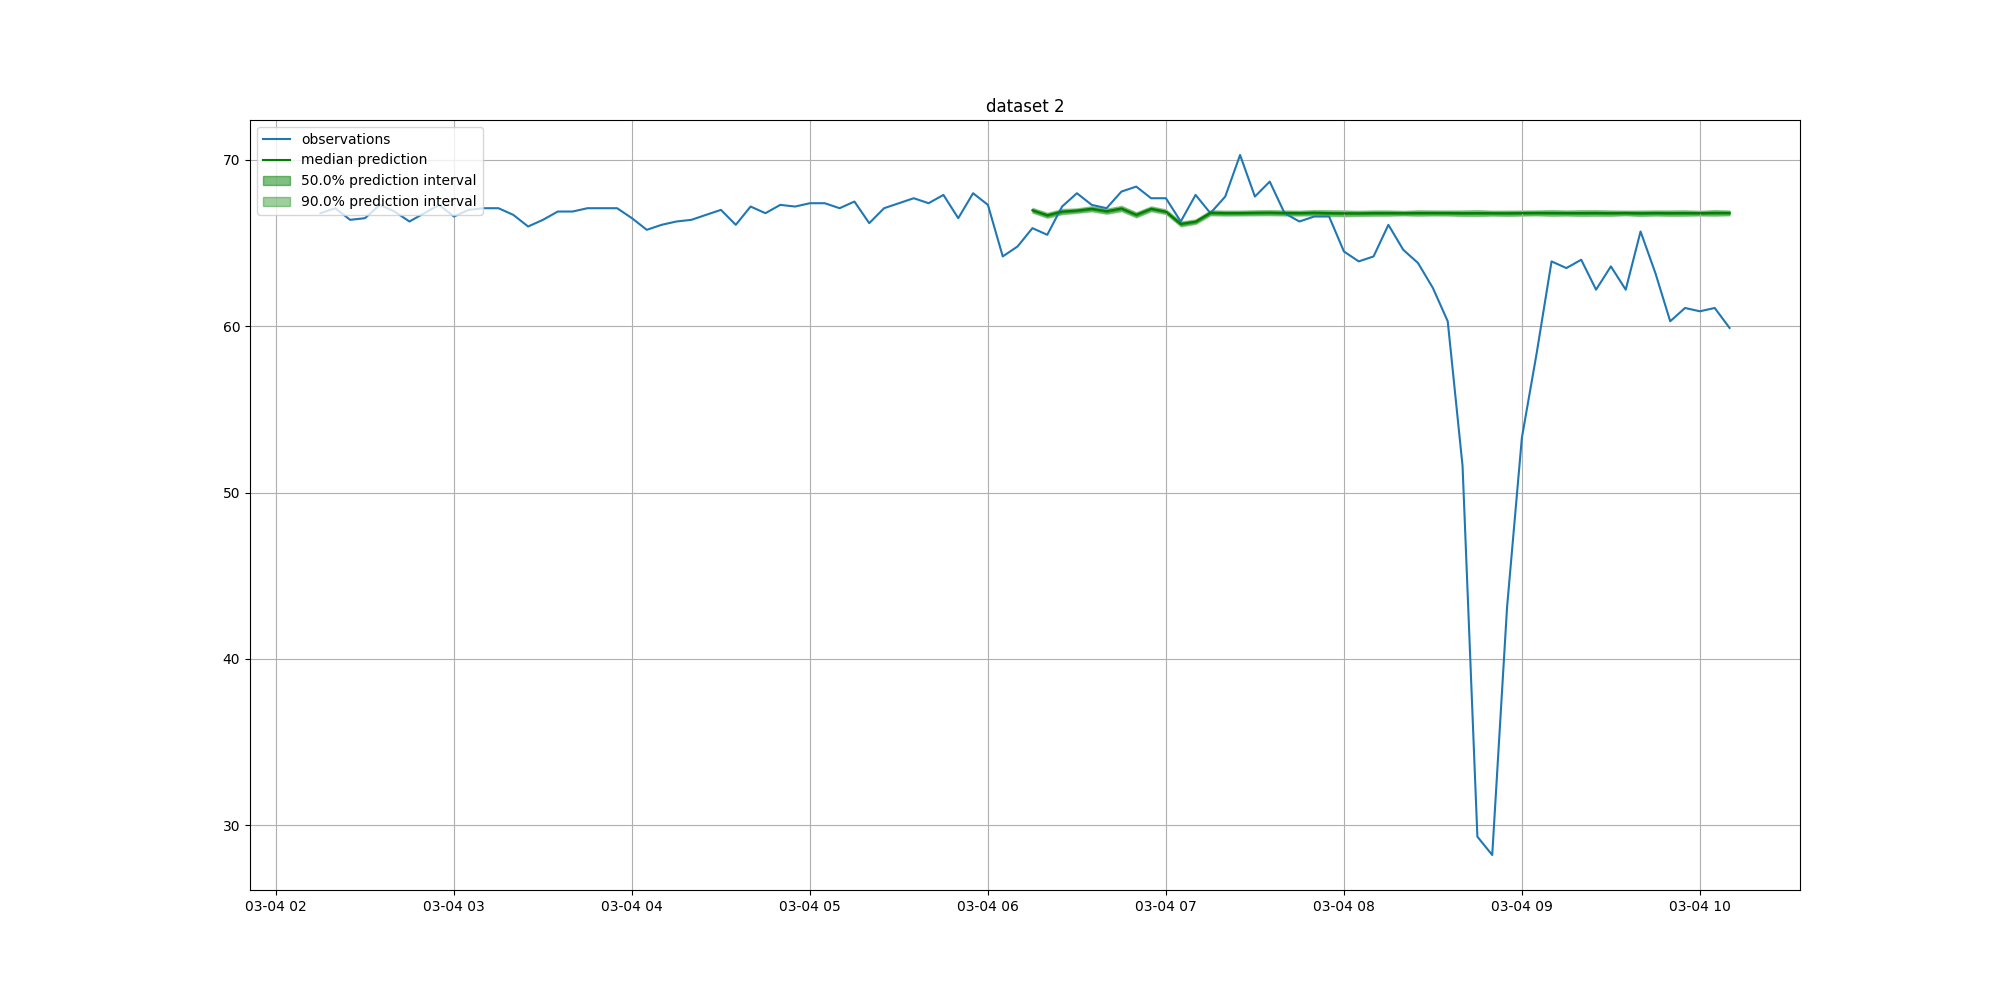 dataset 2
observations
median prediction
50.0% prediction interval
90.0% prediction interval
70
60
50
40
30
03-04 02
03-04 03
03-04 04
03-04 05
03-04 06
03-04 07
03-04 08
03-04 09
03-04 10